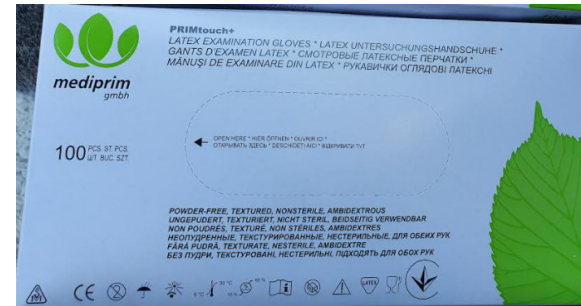 mediprim
gmbh
PRIMtouch+
LATEX EXAMINATION GLOVES * LATEX UNTERSUCHUNGSHANDSCHUHE *
GANTS D'EXAMEN LATEX * СМОТРОВЫЕ ЛАТЕКСНЫЕ ПЕРЧАТКИ *
MĂNUŞI DE EXAMINARE DIN LATEX * РУКАВИЧКИ ОГЛЯДОВІ ЛАТЕКСНІ
100 PCS. ST. PCS.
ШТ. BUC. SZT.
OPEN HERE * HIER ÖFFNEN * OUVRIR ICI *
ОТКРЫВАТЬ ЗДЕСЬ * DESCHIDEŢI AICI * ВІДКРИВАТИ ТУТ
POWDER-FREE, TEXTURED, NONSTERILE, AMBIDEXTROUS
UNGEPUDERT, TEXTURIERT, NICHT STERIL, BEIDSEITIG VERWENDBAR
NON POUDRÉS, TEXTURÉ, NON STÉRILES, AMBIDEXTRES
НЕОПУДРЕННЫЕ, ТЕКСТУРИРОВАННЫЕ, НЕСТЕРИЛЬНЫЕ, ДЛЯ ОБЕИХ РУК
FĂRĂ PUDRĂ, TEXTURATE, NESTERILE, AMBIDEXTRE
БЕЗ ПУДРИ, ТЕКСТУРОВАНІ, НЕСТЕРИЛЬНІ, ПІДХОДЯТЬ ДЛЯ ОБОХ РУК
CE
LATEX